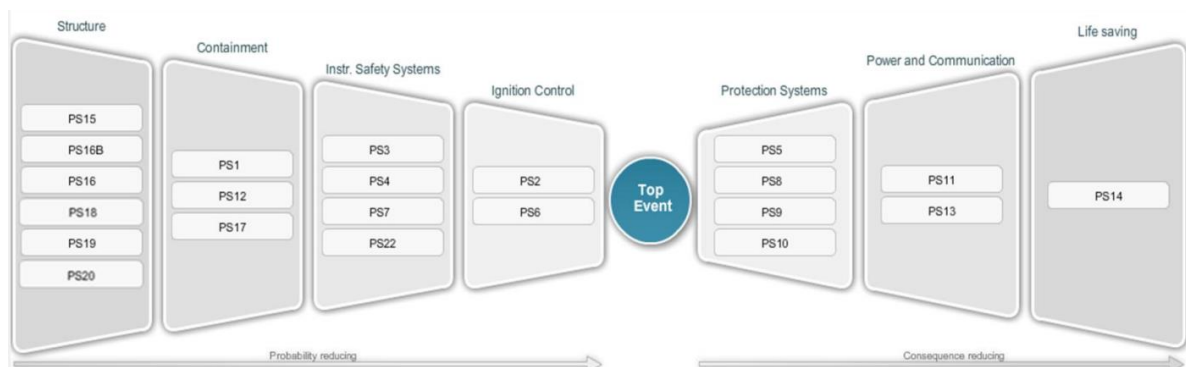 Structure
PS15
PS16B
PS16
PS18
PS19
PS20
Containment
PS1
PS12
PS17
Instr. Safety Systems
PS3
PS4
PS7
PS22
Ignition Control
PS2
PS6
Top
Event
Protection Systems
PS5
PS8
PS9
PS10
Power and Communication
PS11
PS13
Life saving
PS14
Probability reducing
Consequence reducing